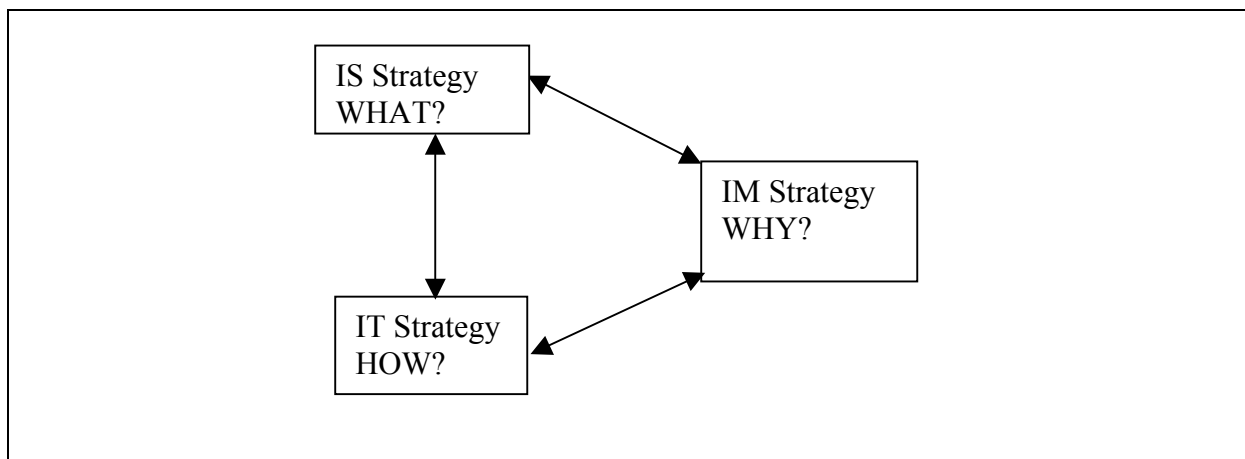 IS Strategy
WHAT?
IM Strategy
WHY?
IT Strategy
HOW?